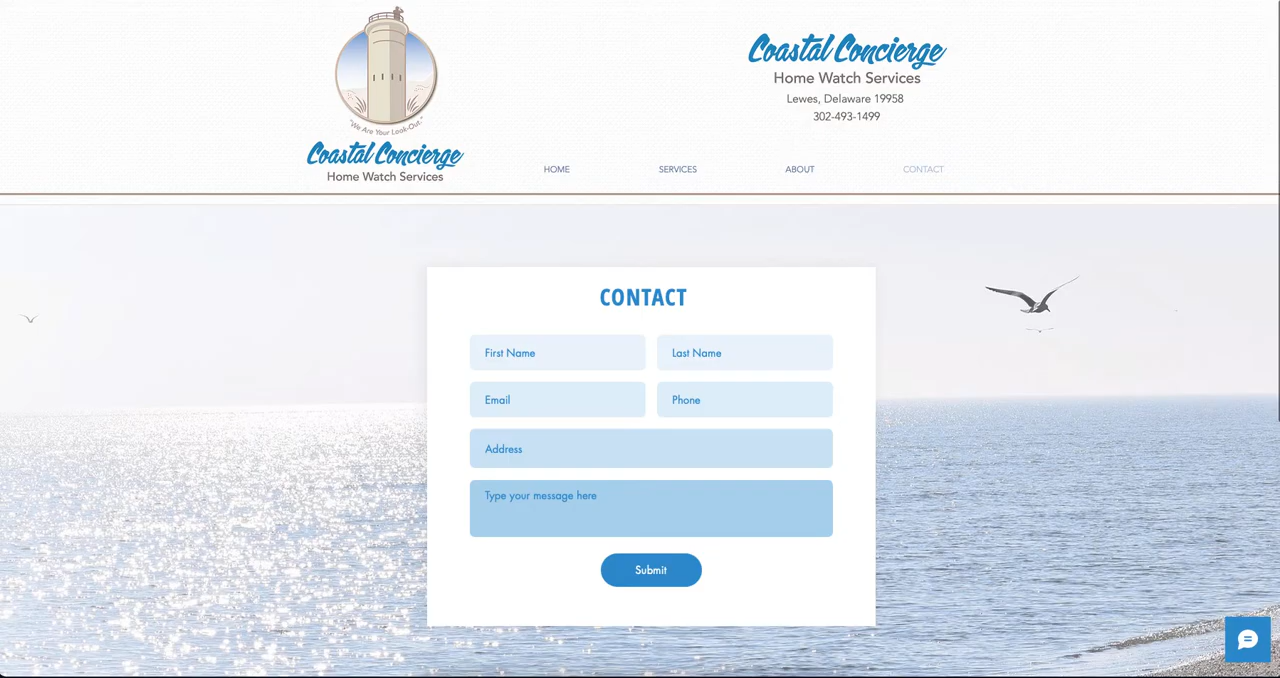 "We Are Your Look-Out."
Coastal Concierge
Home Watch Services
Coastal Concierge
Home Watch Services
Lewes, Delaware 19958
302-493-1499
HOME
SERVICES
ABOUT
CONTACT
CONTACT
First Name
Last Name
Email
Phone
Address
Type your message here
Submit